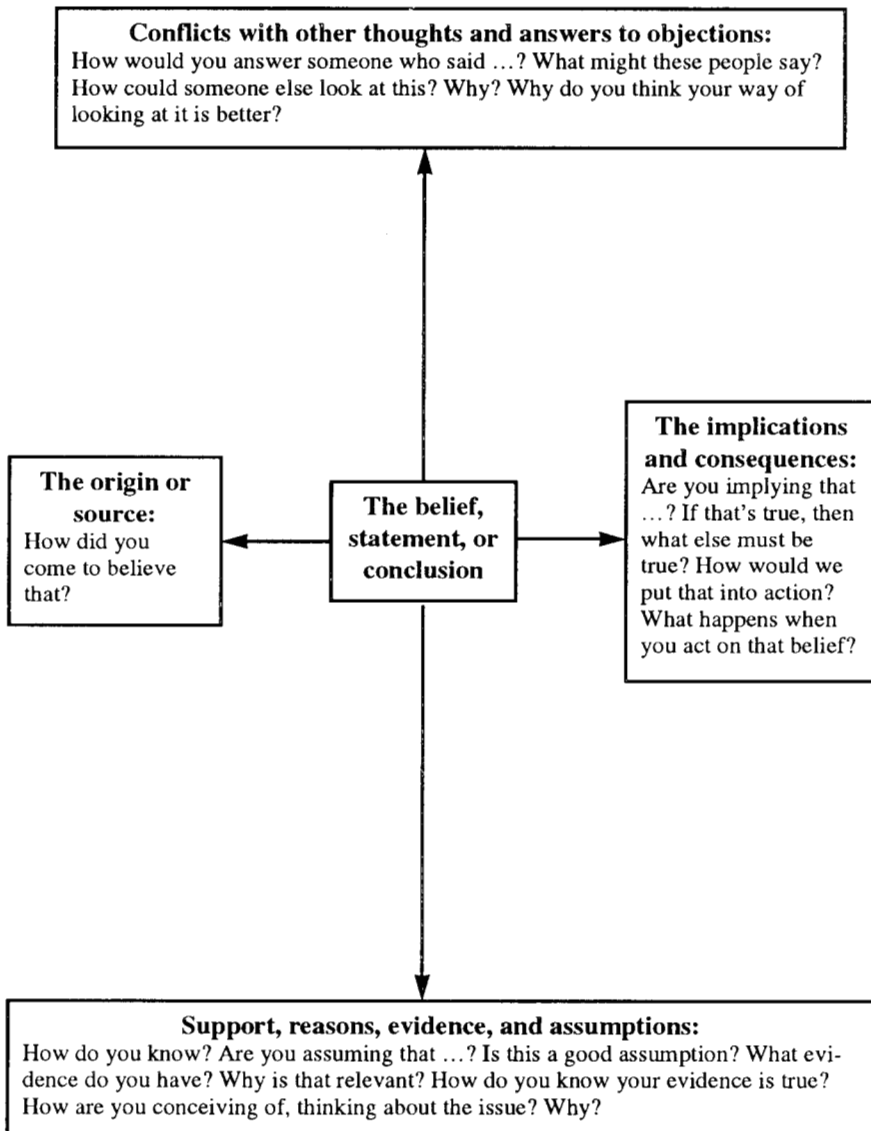 Conflicts with other thoughts and answers to objections:
How would you answer someone who said …? What might these people say?
How could someone else look at this? Why? Why do you think your way of
looking at it is better?
The origin or
source:
How did you
come to believe
that?
The belief,
statement, or
conclusion
The implications
and consequences:
Are you implying that
…? If that's true, then
what else must be
true? How would we
put that into action?
What happens when
you act on that belief?
Support, reasons, evidence, and assumptions:
How do you know? Are you assuming that …? Is this a good assumption? What evi-
dence do you have? Why is that relevant? How do you know your evidence is true?
How are you conceiving of, thinking about the issue? Why?